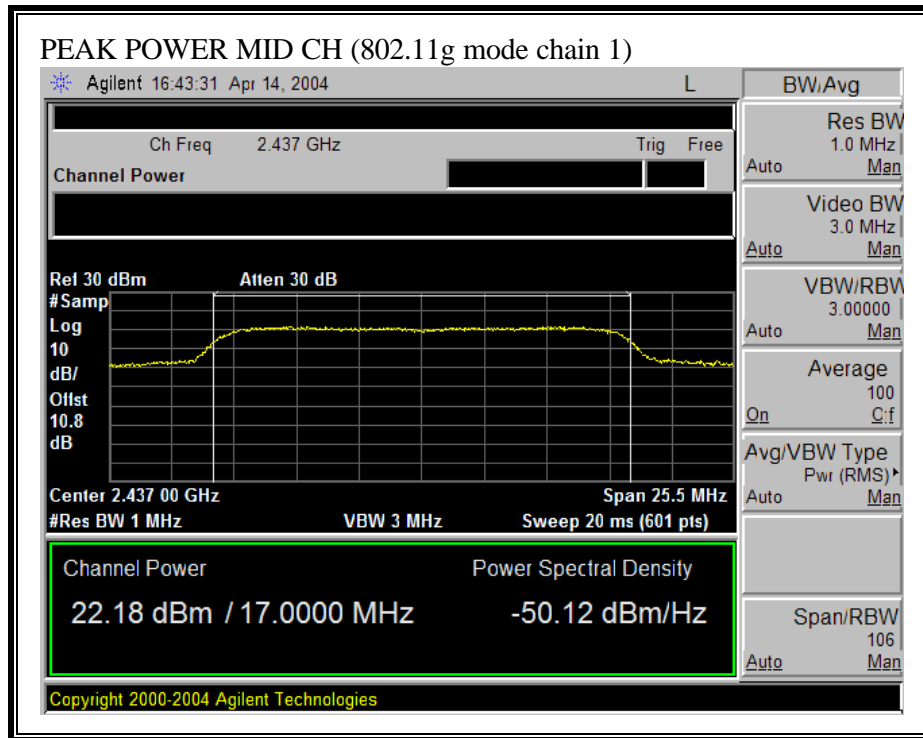 PEAK POWER MID CH (802.11g mode chain 1)
Agilent 16:43:31 Apr 14, 2004 L
BW/Avg
Ch Freq 2.437 GHz Trig Free
Channel Power
Res BW
1.0 MHz
Auto Man
Video BW
3.0 MHz
Auto Man
VBW/RBW
3.00000
Auto Man
Average
100
On Off
Avg/VBW Type
Pwr (RMS)
Auto Man
Span/RBW
106
Auto Man
Ref 30 dBm Atten 30 dB
#Samp
Log
10
dB/
Offst
10.8
dB
Center 2.437 00 GHz Span 25.5 MHz
#Res BW 1 MHz VBW 3 MHz Sweep 20 ms (601 pts)
Channel Power Power Spectral Density
22.18 dBm / 17.0000 MHz -50.12 dBm/Hz
Copyright 2000-2004 Agilent Technologies